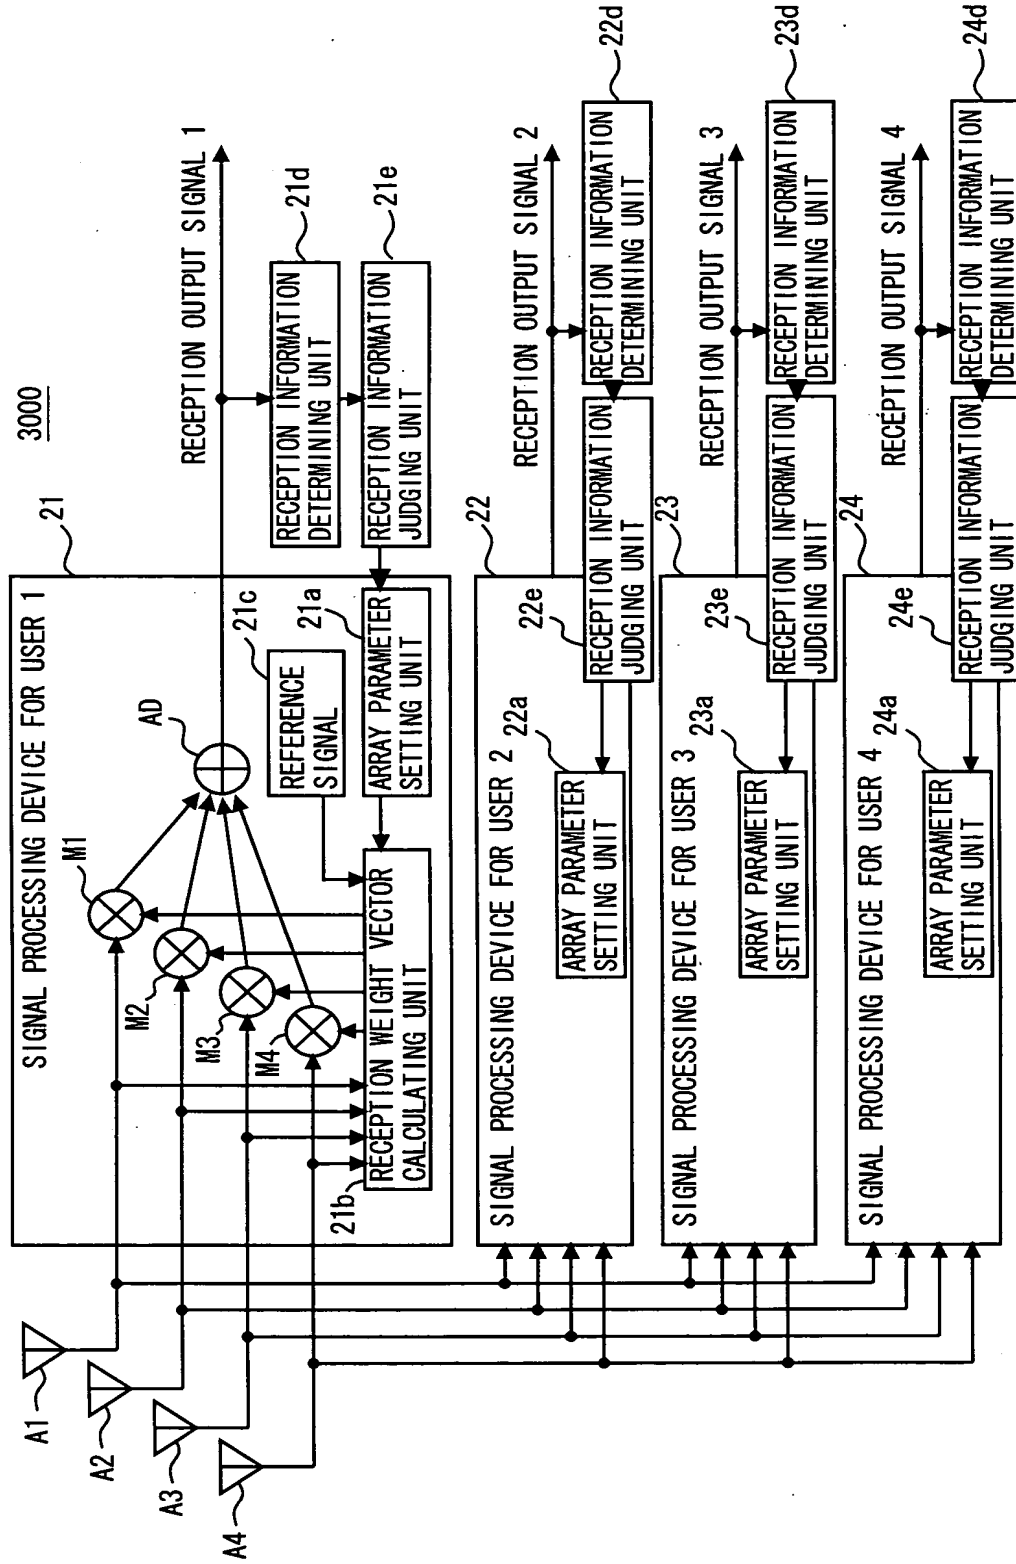 3000
SIGNAL PROCESSING DEVICE FOR USER 1
21
RECEPTION OUTPUT SIGNAL 1
A1
A2
A3
A4
M1
M2
M3
M4
AD
21c
REFERENCE
SIGNAL
21a
ARRAY PARAMETER
SETTING UNIT
21b
RECEPTION WEIGHT VECTOR
CALCULATING UNIT
21d
RECEPTION INFORMATION
DETERMINING UNIT
21e
RECEPTION INFORMATION
JUDGING UNIT
SIGNAL PROCESSING DEVICE FOR USER 2
22
RECEPTION OUTPUT SIGNAL 2
22a
ARRAY PARAMETER
SETTING UNIT
22e
RECEPTION INFORMATION
JUDGING UNIT
22d
RECEPTION INFORMATION
DETERMINING UNIT
SIGNAL PROCESSING DEVICE FOR USER 3
23
RECEPTION OUTPUT SIGNAL 3
23a
ARRAY PARAMETER
SETTING UNIT
23e
RECEPTION INFORMATION
JUDGING UNIT
23d
RECEPTION INFORMATION
DETERMINING UNIT
SIGNAL PROCESSING DEVICE FOR USER 4
24
RECEPTION OUTPUT SIGNAL 4
24a
ARRAY PARAMETER
SETTING UNIT
24e
RECEPTION INFORMATION
JUDGING UNIT
24d
RECEPTION INFORMATION
DETERMINING UNIT